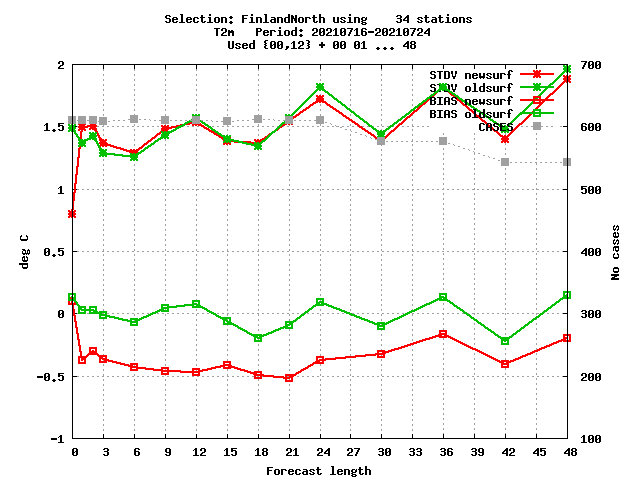 Selection: FinlandNorth using    34 stations
T2m   Period: 20210716-20210724
Used {00,12} + 00 01 ... 48
STDV newsurf
STDV oldsurf
BIAS newsurf
BIAS oldsurf
CASES
2
1.5
1
0.5
0
-0.5
-1
deg C
700
600
500
400
300
200
100
No cases
0 3 6 9 12 15 18 21 24 27 30 33 36 39 42 45 48
Forecast length